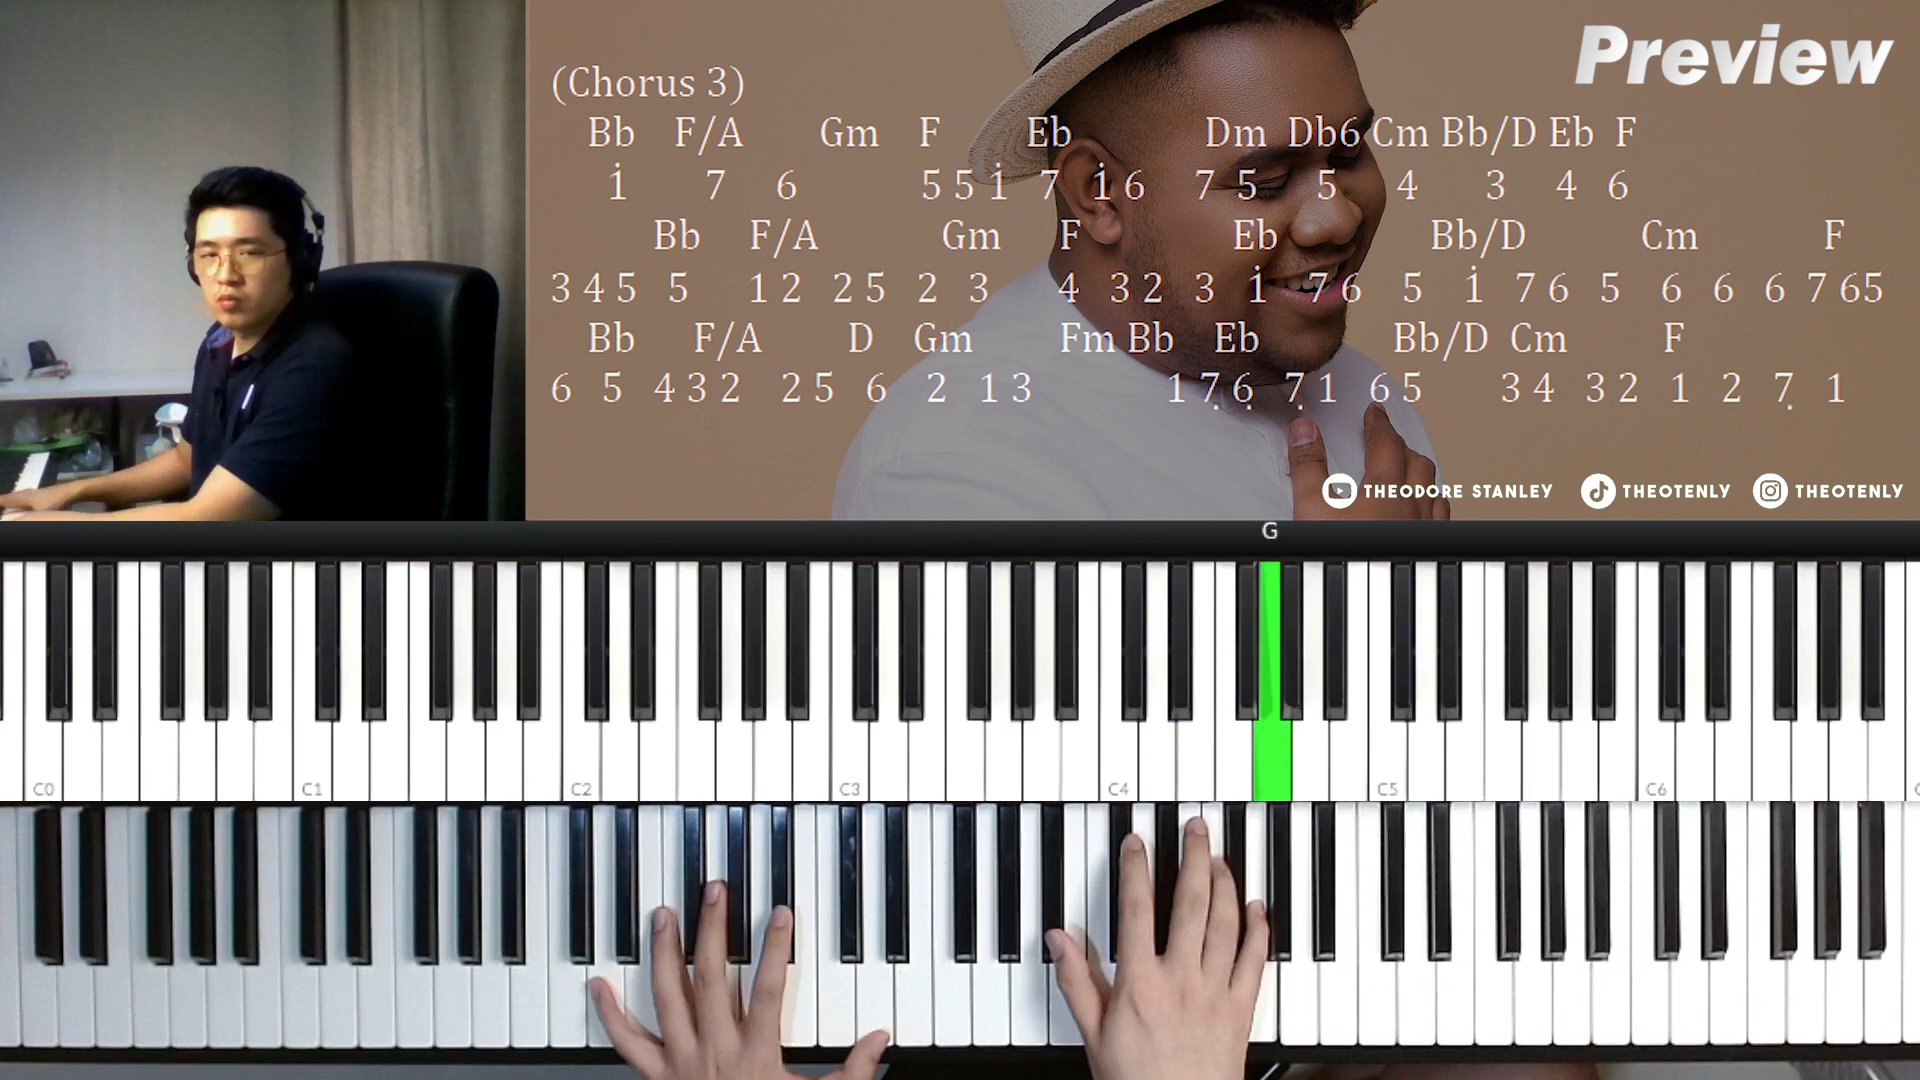 Preview
(Chorus 3)
Bb F/A Gm F Eb Dm Db6 Cm Bb/D Eb F
1̇ 7 6 5 5 1̇ 7 1̇ 6 7 5 5 4 3 4 6
Bb F/A Gm F Eb Bb/D Cm F
3 4 5 5 1 2 2 5 2 3 4 3 2 3 1̇ 7 6 5 1̇ 7 6 5 6 6 6 7 6 5
Bb F/A D Gm Fm Bb Eb Bb/D Cm F
6 5 4 3 2 2 5 6 2 1 3 1 7̣ 6̣ 7̣ 1 6 5 3 4 3 2 1 2 7̣ 1
THEODORE STANLEY THEOTENLY THEOTENLY
G
C0 C1 C2 C3 C4 C5 C6